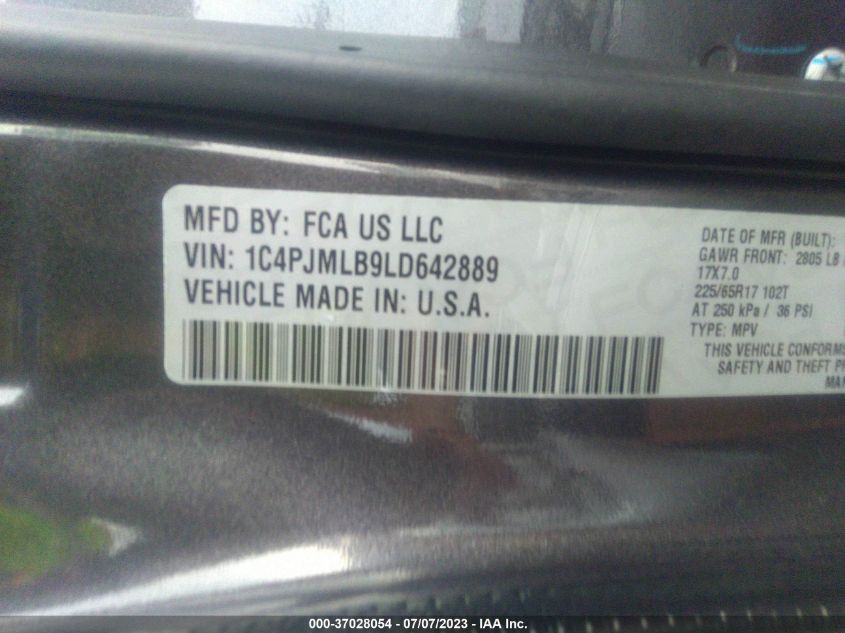 MFD BY: FCA US LLC
VIN: 1C4PJMLB9LD642889
VEHICLE MADE IN: U.S.A.
DATE OF MFR (BUILT):
GAWR FRONT: 2805 LB
17X7.0
225/65R17 102T
AT 250 kPa / 36 PSI
TYPE: MPV
THIS VEHICLE CONFORMS
SAFETY AND THEFT
000-37028054 - 07/07/2023 - IAA Inc.